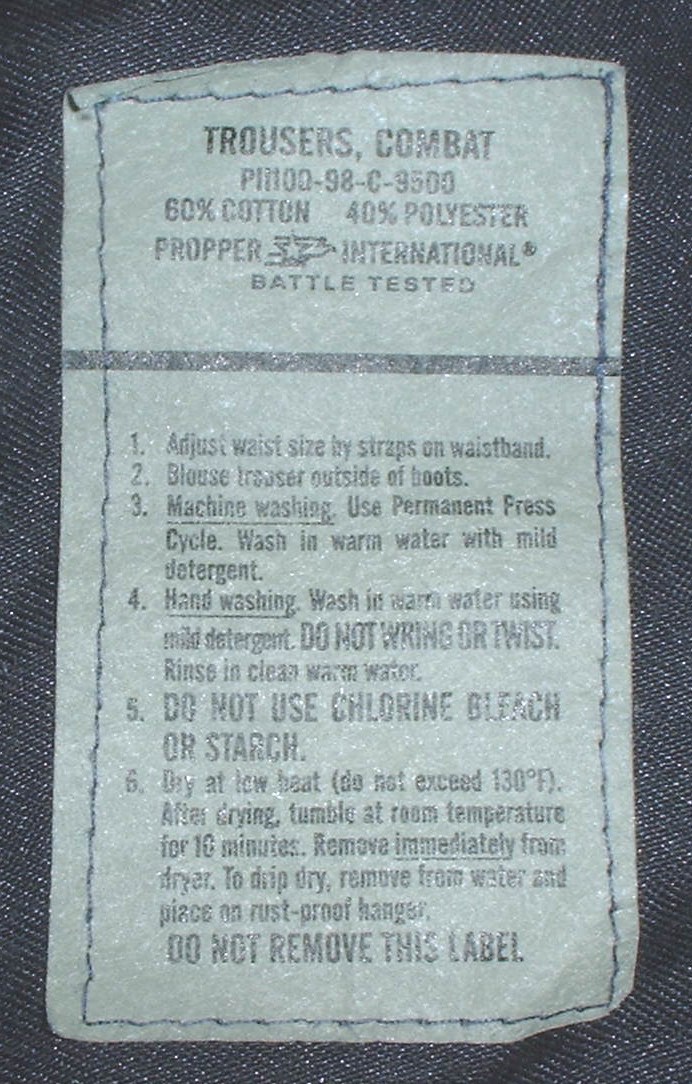 TROUSERS, COMBAT
PI1100-98-C-9500
60% COTTON 40% POLYESTER
PROPPER INTERNATIONAL®
BATTLE TESTED
1. Adjust waist size by straps on waistband.
2. Blouse trouser outside of boots.
3. Machine washing. Use Permanent Press
Cycle. Wash in warm water with mild
detergent.
4. Hand washing. Wash in warm water using
mild detergent. DO NOT WRING OR TWIST.
Rinse in clean warm water.
5. DO NOT USE CHLORINE BLEACH
OR STARCH.
6. Dry at low heat (do not exceed 130°F).
After drying, tumble at room temperature
for 10 minutes. Remove immediately from
dryer. To drip dry, remove from water and
place on rust-proof hanger.
DO NOT REMOVE THIS LABEL